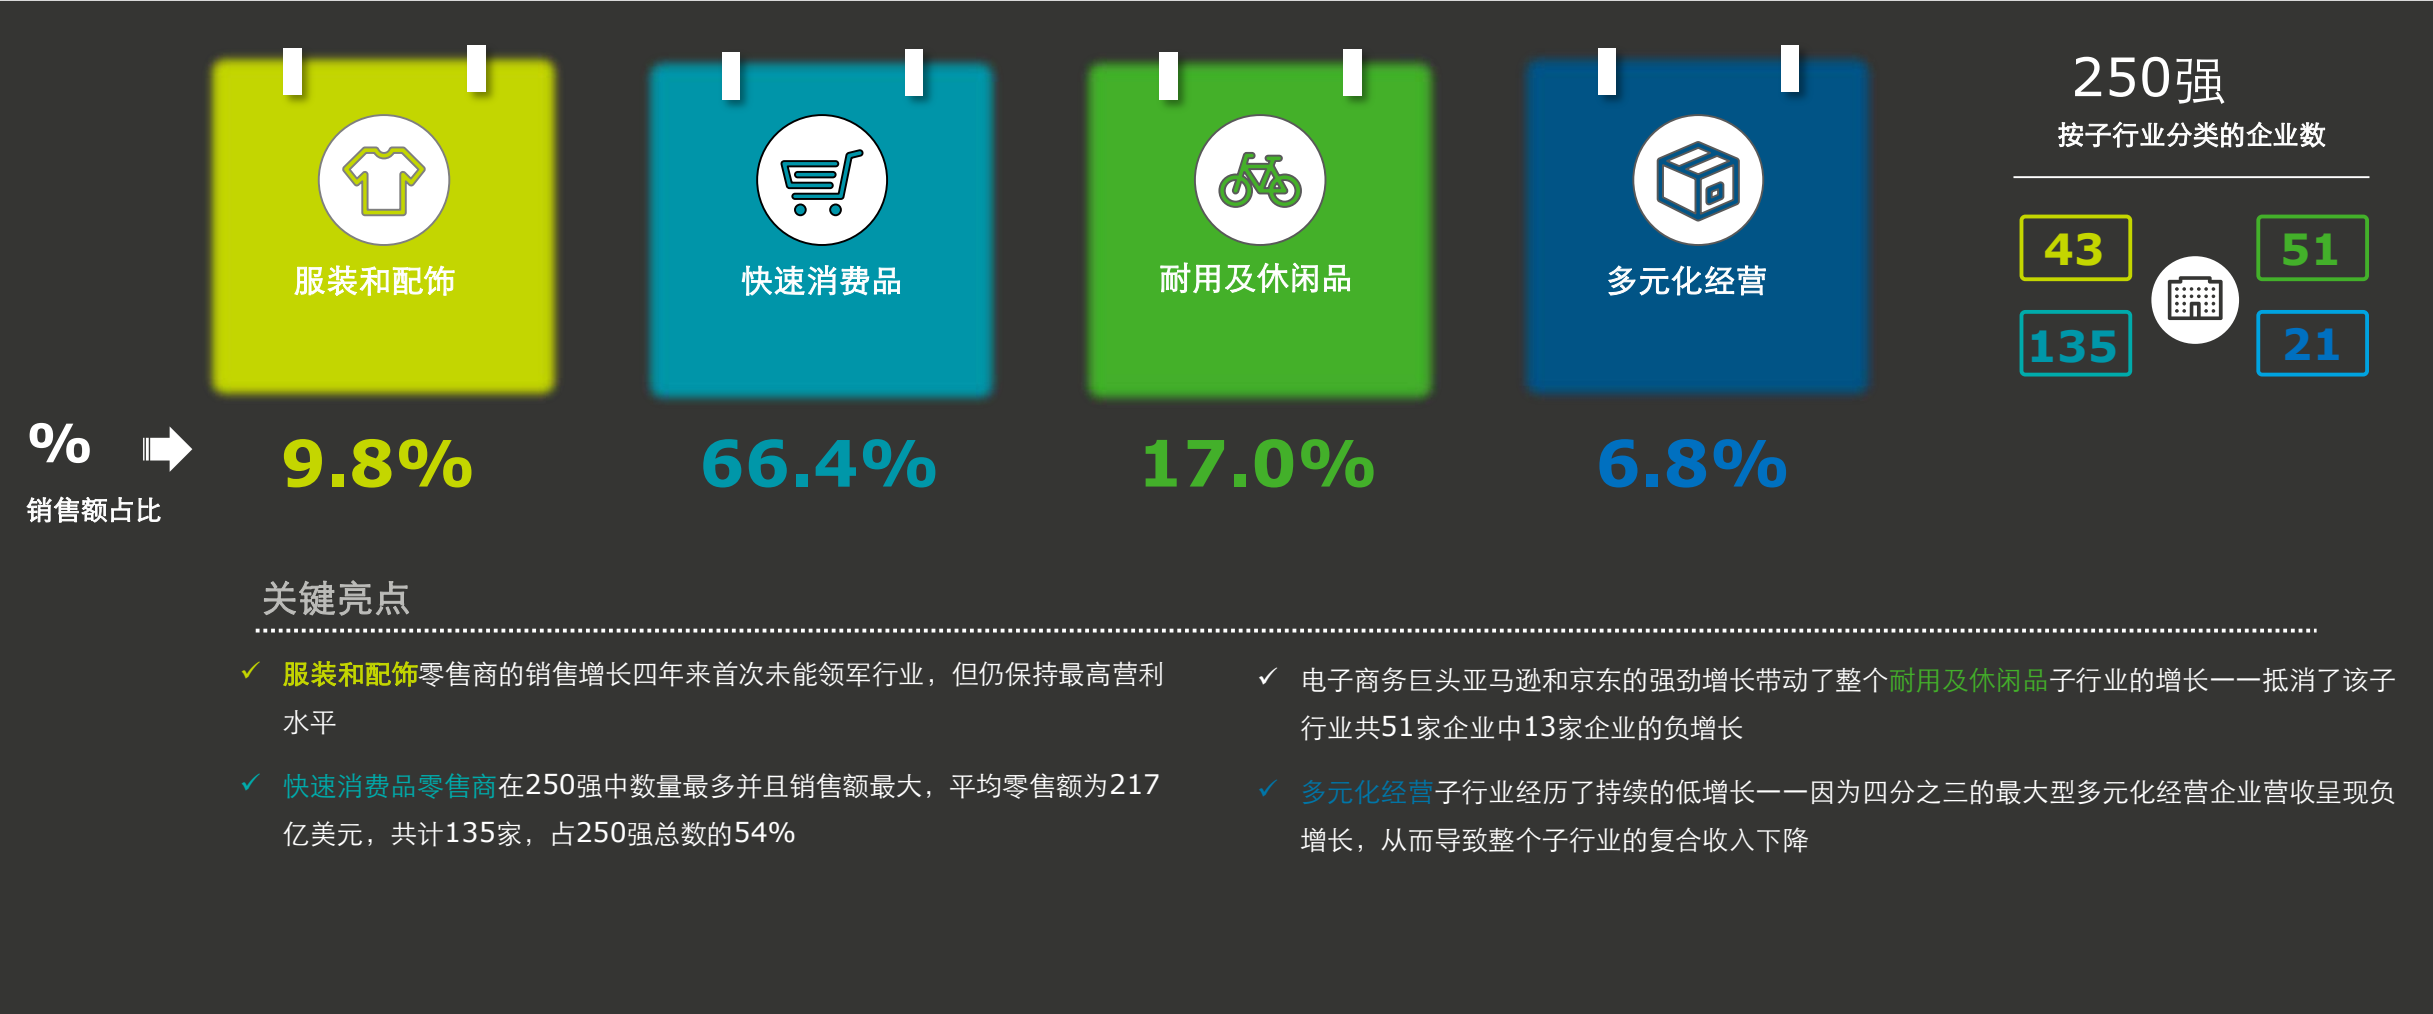 服装和配饰
快速消费品
耐用及休闲品
多元化经营
250强
按子行业分类的企业数
43
51
135
21
%
9.8%
66.4%
17.0%
6.8%
销售额占比
关键亮点
服装和配饰零售商的销售增长四年来首次未能领军行业，但仍保持最高营利
水平
快速消费品零售商在250强中数量最多并且销售额最大，平均零售额为217
亿美元，共计135家，占250强总数的54%
电子商务巨头亚马逊和京东的强劲增长带动了整个耐用及休闲品子行业的增长一一抵消了该子
行业共51家企业中13家企业的负增长
多元化经营子行业经历了持续的低增长一一因为四分之三的最大型多元化经营企业营收呈现负
增长，从而导致整个子行业的复合收入下降